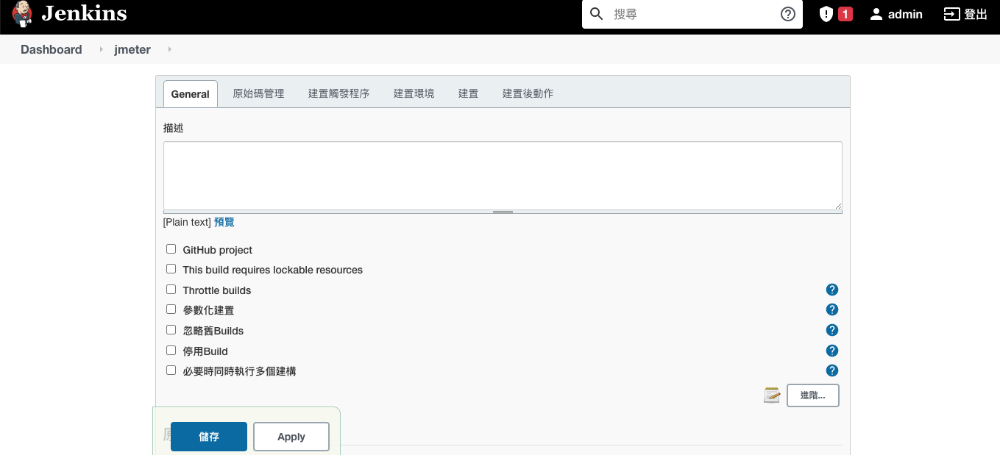 Jenkins
搜尋
1
admin
登出
Dashboard
jmeter
General
原始碼管理
建置觸發程序
建置環境
建置
建置後動作
描述
[Plain text] 預覽
GitHub project
This build requires lockable resources
Throttle builds
參數化建置
忽略舊Builds
停用Build
必要時同時執行多個建構
進階...
儲存
Apply